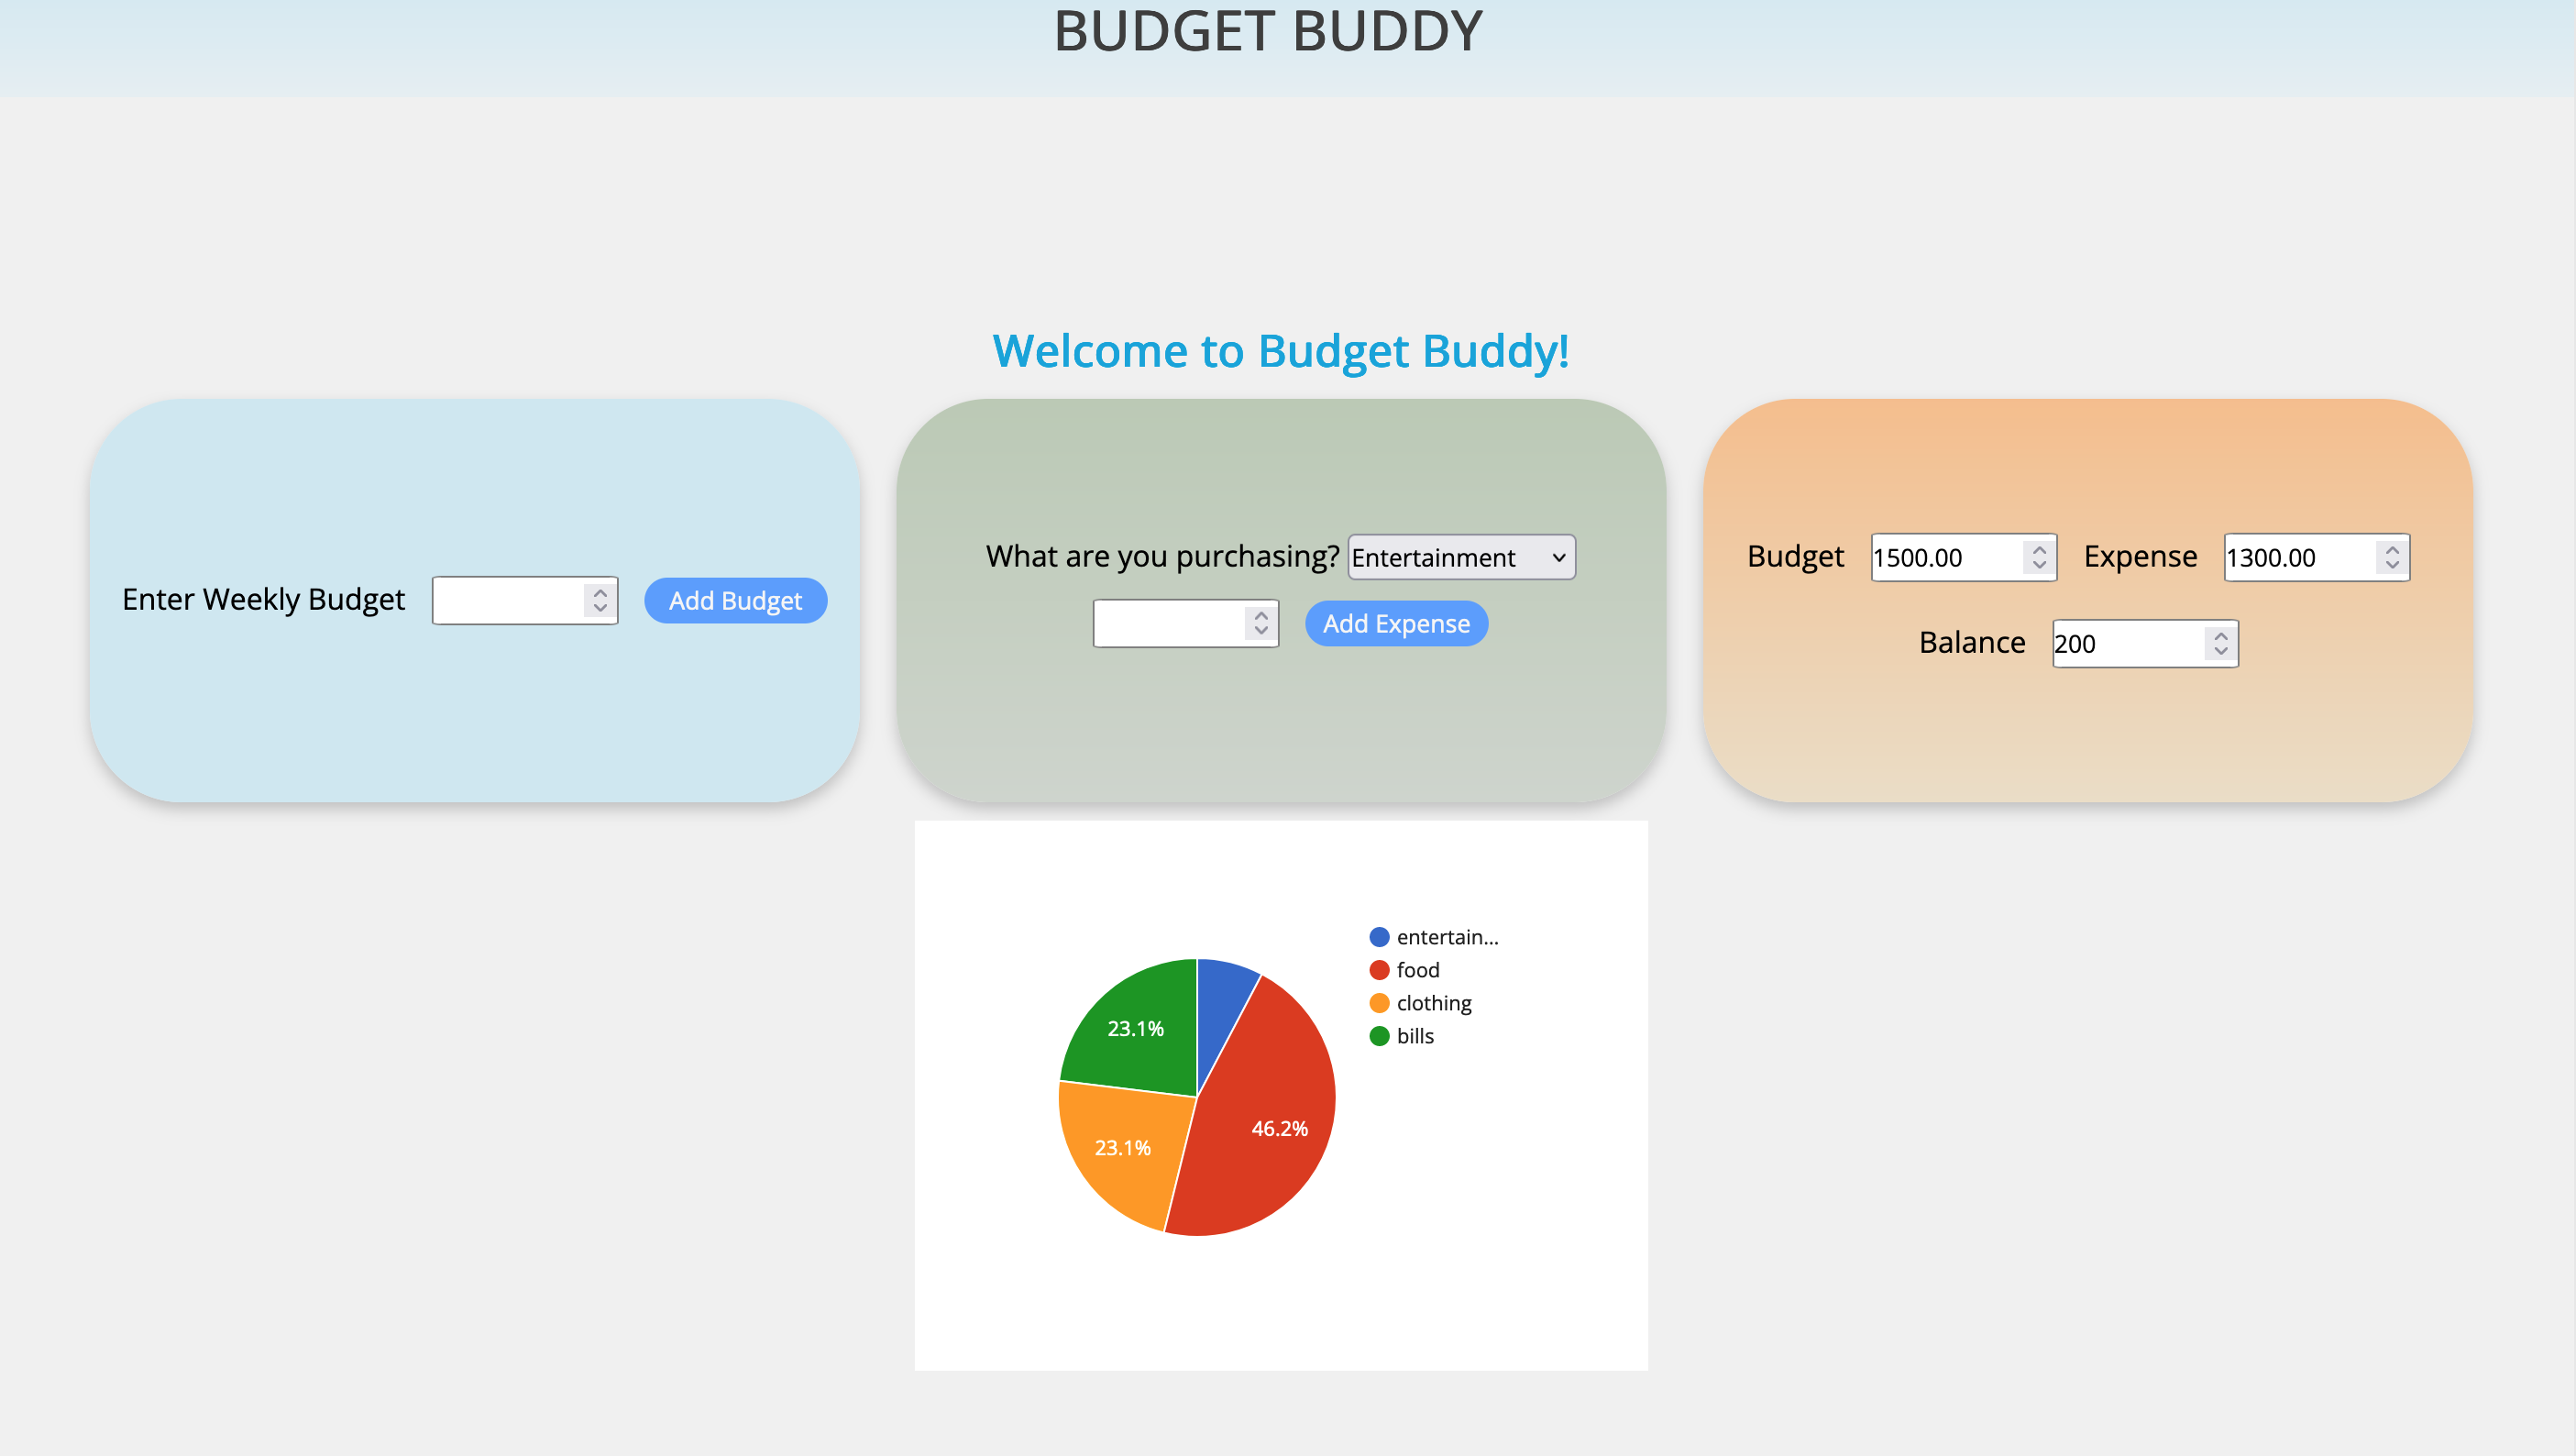 BUDGET BUDDY
Welcome to Budget Buddy!
Enter Weekly Budget
Add Budget
What are you purchasing? Entertainment
Add Expense
Budget 1500.00 Expense 1300.00
Balance 200
entertain...
food
clothing
bills
23.1%
46.2%
23.1%